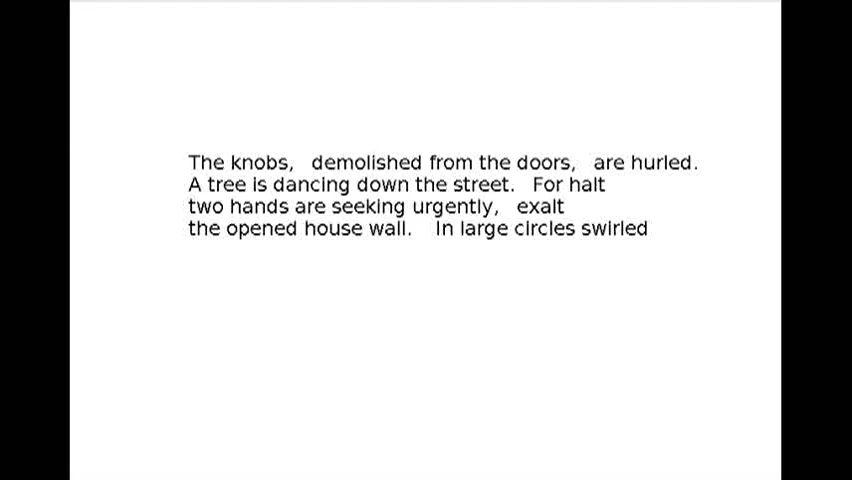 The knobs, demolished from the doors, are hurled.
A tree is dancing down the street. For halt
two hands are seeking urgently, exalt
the opened house wall. In large circles swirled